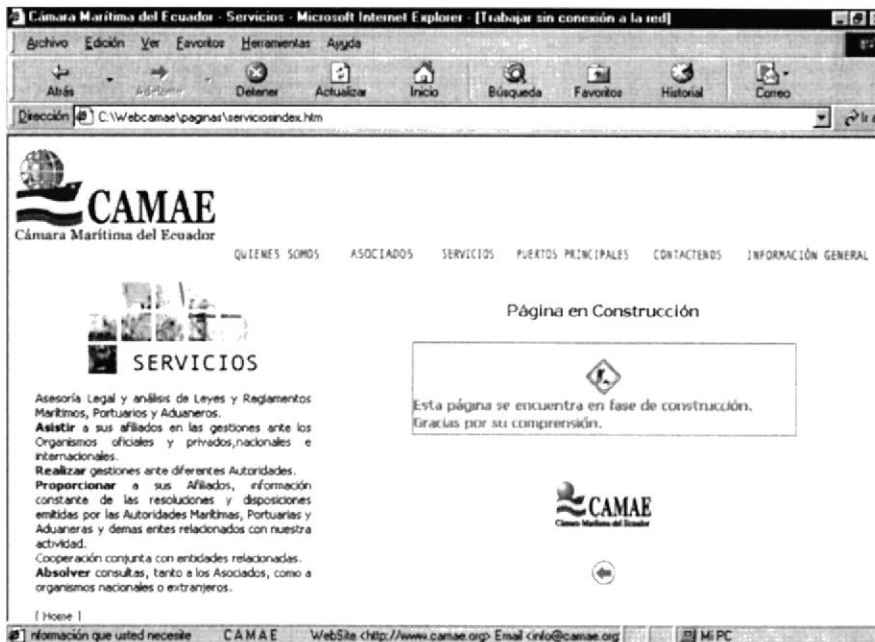 Cámara Marítima del Ecuador - Servicios - Microsoft Internet Explorer - [Trabajar sin conexión a la red]
Archivo Edición Ver Favoritos Herramientas Ayuda
Atrás Adelante Detener Actualizar Inicio Búsqueda Favoritos Historial Correo
Dirección C:\Webcamae\paginas\serviciosindex.htm Ir a
CAMAE
Cámara Marítima del Ecuador
QUIENES SOMOS ASOCIADOS SERVICIOS PUERTOS PRINCIPALES CONTACTENOS INFORMACIÓN GENERAL
SERVICIOS
Asesoría Legal y análisis de Leyes y Reglamentos
Marítimos, Portuarios y Aduaneros.
Asistir a sus afiliados en las gestiones ante los
Organismos oficiales y privados,nacionales e
internacionales.
Realizar gestiones ante diferentes Autoridades.
Proporcionar a sus Afiliados, información
constante de las resoluciones y disposiciones
emitidas por las Autoridades Marítimas, Portuarias y
Aduaneras y demas entes relacionados con nuestra
actividad.
Cooperación conjunta con entidades relacionadas.
Absolver consultas, tanto a los Asociados, como a
organismos nacionales o extranjeros.
[ Home ]
Página en Construcción
Esta página se encuentra en fase de construcción.
Gracias por su comprensión.
CAMAE
Cámara Marítima del Ecuador
nformación que usted necesite CAMAE WebSite <http://www.camae.org> Email <info@camae.org Mi PC